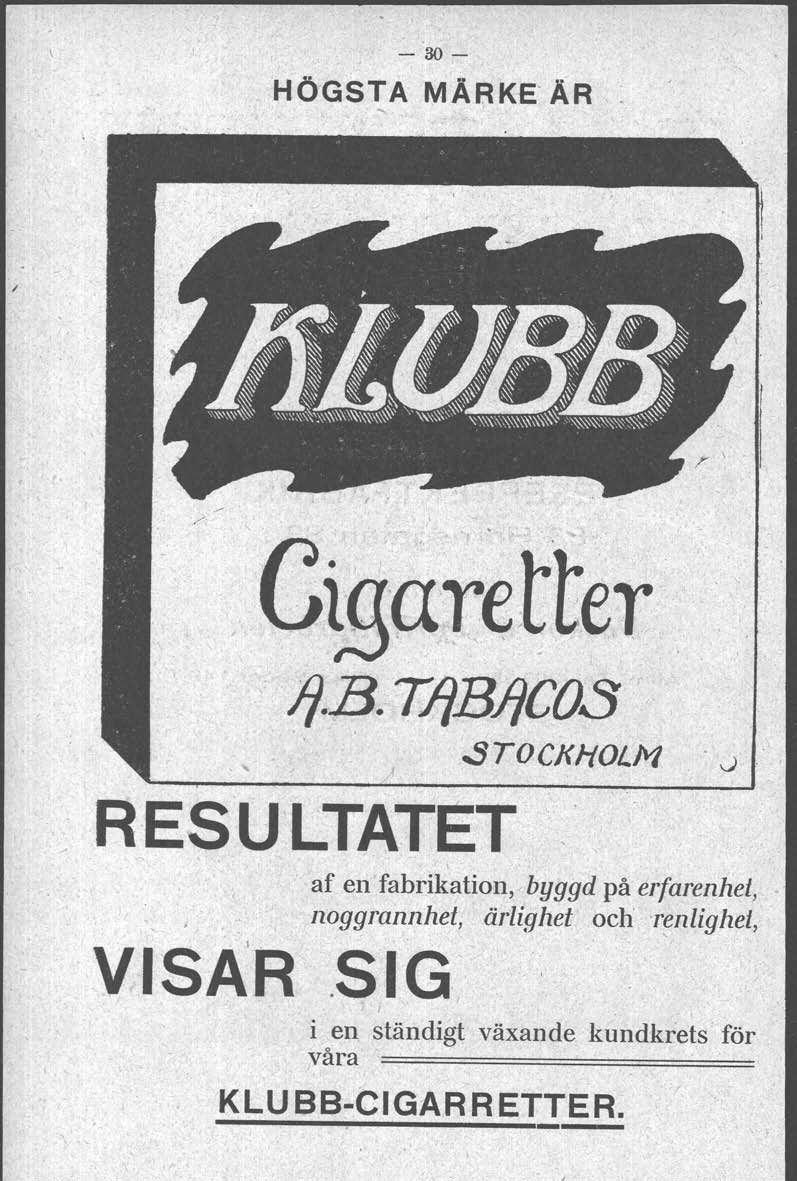 — 30 —
HÖGSTA MÄRKE ÄR
KLUBB
Cigaretter
A.B. TABACOS
STOCKHOLM
RESULTATET
af en fabrikation, byggd på erfarenhet,
noggrannhet, ärlighet och renlighet,
VISAR SIG
i en ständigt växande kundkrets för
våra
KLUBB-CIGARRETTER.